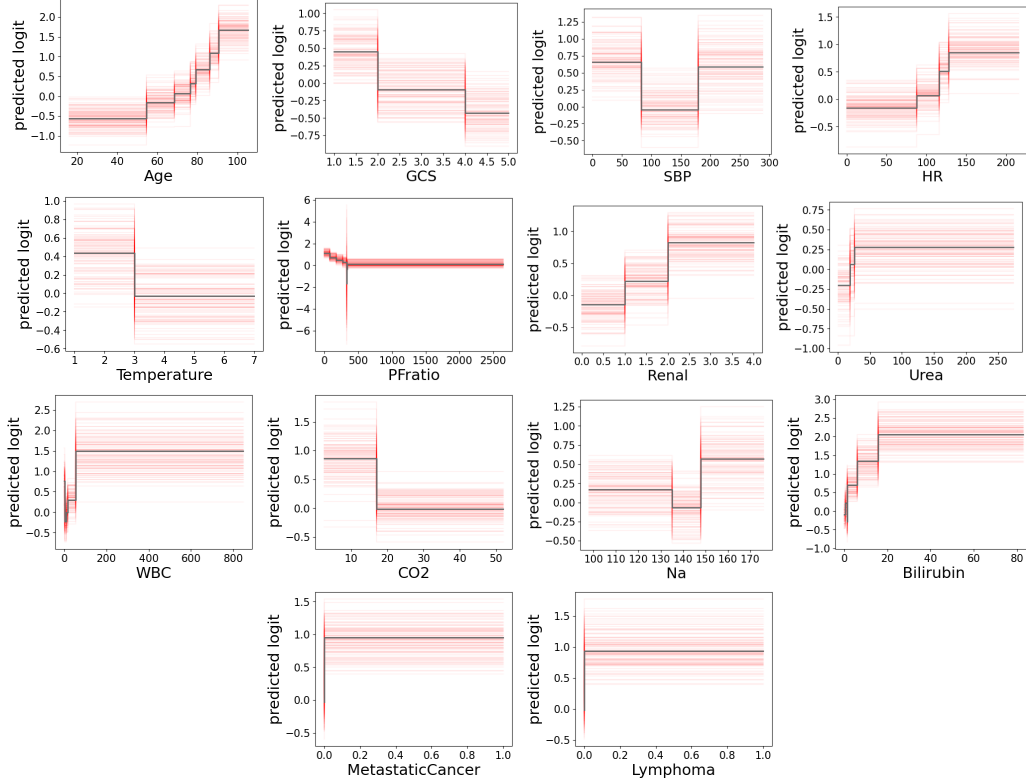 predicted logit
2.0
1.5
1.0
0.5
0.0
−0.5
−1.0
20 40 60 80 100
Age
predicted logit
1.00
0.75
0.50
0.25
0.00
−0.25
−0.50
−0.75
1.0 1.5 2.0 2.5 3.0 3.5 4.0 4.5 5.0
GCS
predicted logit
1.25
1.00
0.75
0.50
0.25
0.00
−0.25
−0.50
0 50 100 150 200 250 300
SBP
predicted logit
1.5
1.0
0.5
0.0
−0.5
0 50 100 150 200
HR
predicted logit
1.0
0.8
0.6
0.4
0.2
0.0
−0.2
−0.4
−0.6
1 2 3 4 5 6 7
Temperature
predicted logit
6
4
2
0
−2
−4
−6
0 500 1000 1500 2000 2500
PFratio
predicted logit
1.0
0.5
0.0
−0.5
0.0 0.5 1.0 1.5 2.0 2.5 3.0 3.5 4.0
Renal
predicted logit
0.75
0.50
0.25
0.00
−0.25
−0.50
−0.75
−1.00
0 50 100 150 200 250
Urea
predicted logit
2.5
2.0
1.5
1.0
0.5
0.0
−0.5
0 200 400 600 800
WBC
predicted logit
2.0
1.5
1.0
0.5
0.0
−0.5
10 20 30 40 50
CO2
predicted logit
1.25
1.00
0.75
0.50
0.25
0.00
−0.25
−0.50
100 110 120 130 140 150 160 170
Na
predicted logit
3.0
2.5
2.0
1.5
1.0
0.5
0.0
−0.5
−1.0
0 20 40 60 80
Bilirubin
predicted logit
1.5
1.0
0.5
0.0
−0.5
0.0 0.2 0.4 0.6 0.8 1.0
MetastaticCancer
predicted logit
1.5
1.0
0.5
0.0
−0.5
0.0 0.2 0.4 0.6 0.8 1.0
Lymphoma